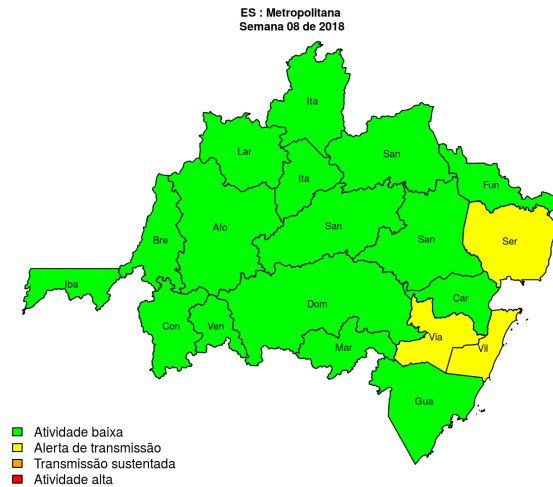 ES : Metropolitana
Semana 08 de 2018
Ita
Lar
San
Ita
Fun
Afo
San
San
Bre
Ser
Iba
Car
Dom
Con
Ven
Via
Mar
Vil
Gua
Atividade baixa
Alerta de transmissão
Transmissão sustentada
Atividade alta